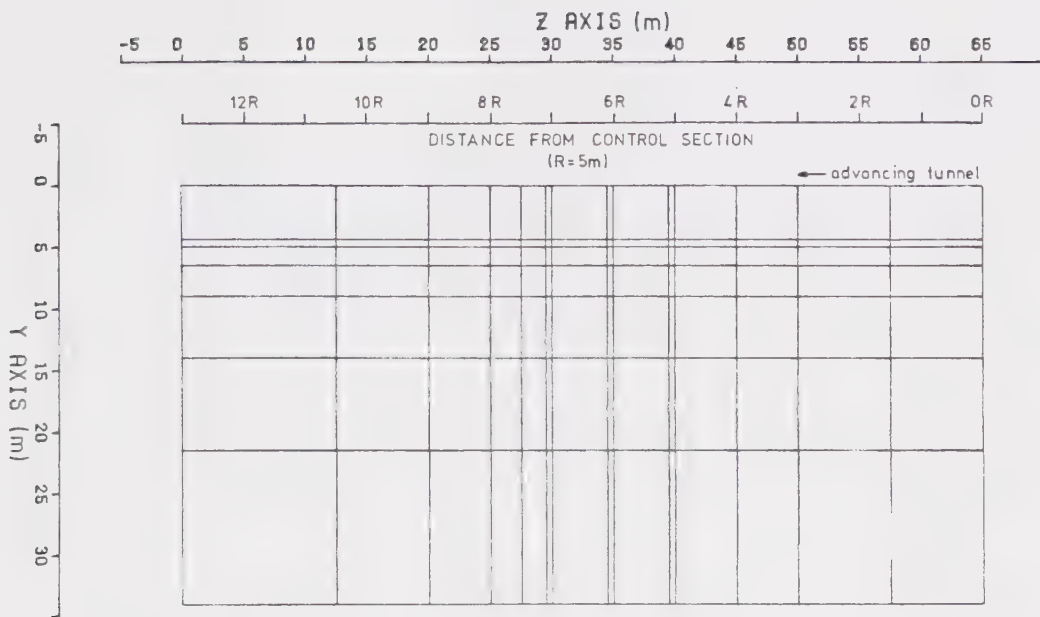 Z AXIS (m)
-5 0 5 10 15 20 25 30 35 40 45 50 55 60 65
12R 10R 8R 6R 4R 2R 0R
DISTANCE FROM CONTROL SECTION
(R=5m)
← advancing tunnel
-5 0 5 10 15 20 25 30
Y AXIS (m)